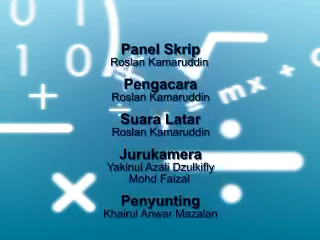 Panel Skrip
Roslan Kamaruddin
Pengacara
Roslan Kamaruddin
Suara Latar
Roslan Kamaruddin
Jurukamera
Yakinul Azali Dzulkifly
Mohd Faizal
Penyunting
Khairul Anwar Mazalan